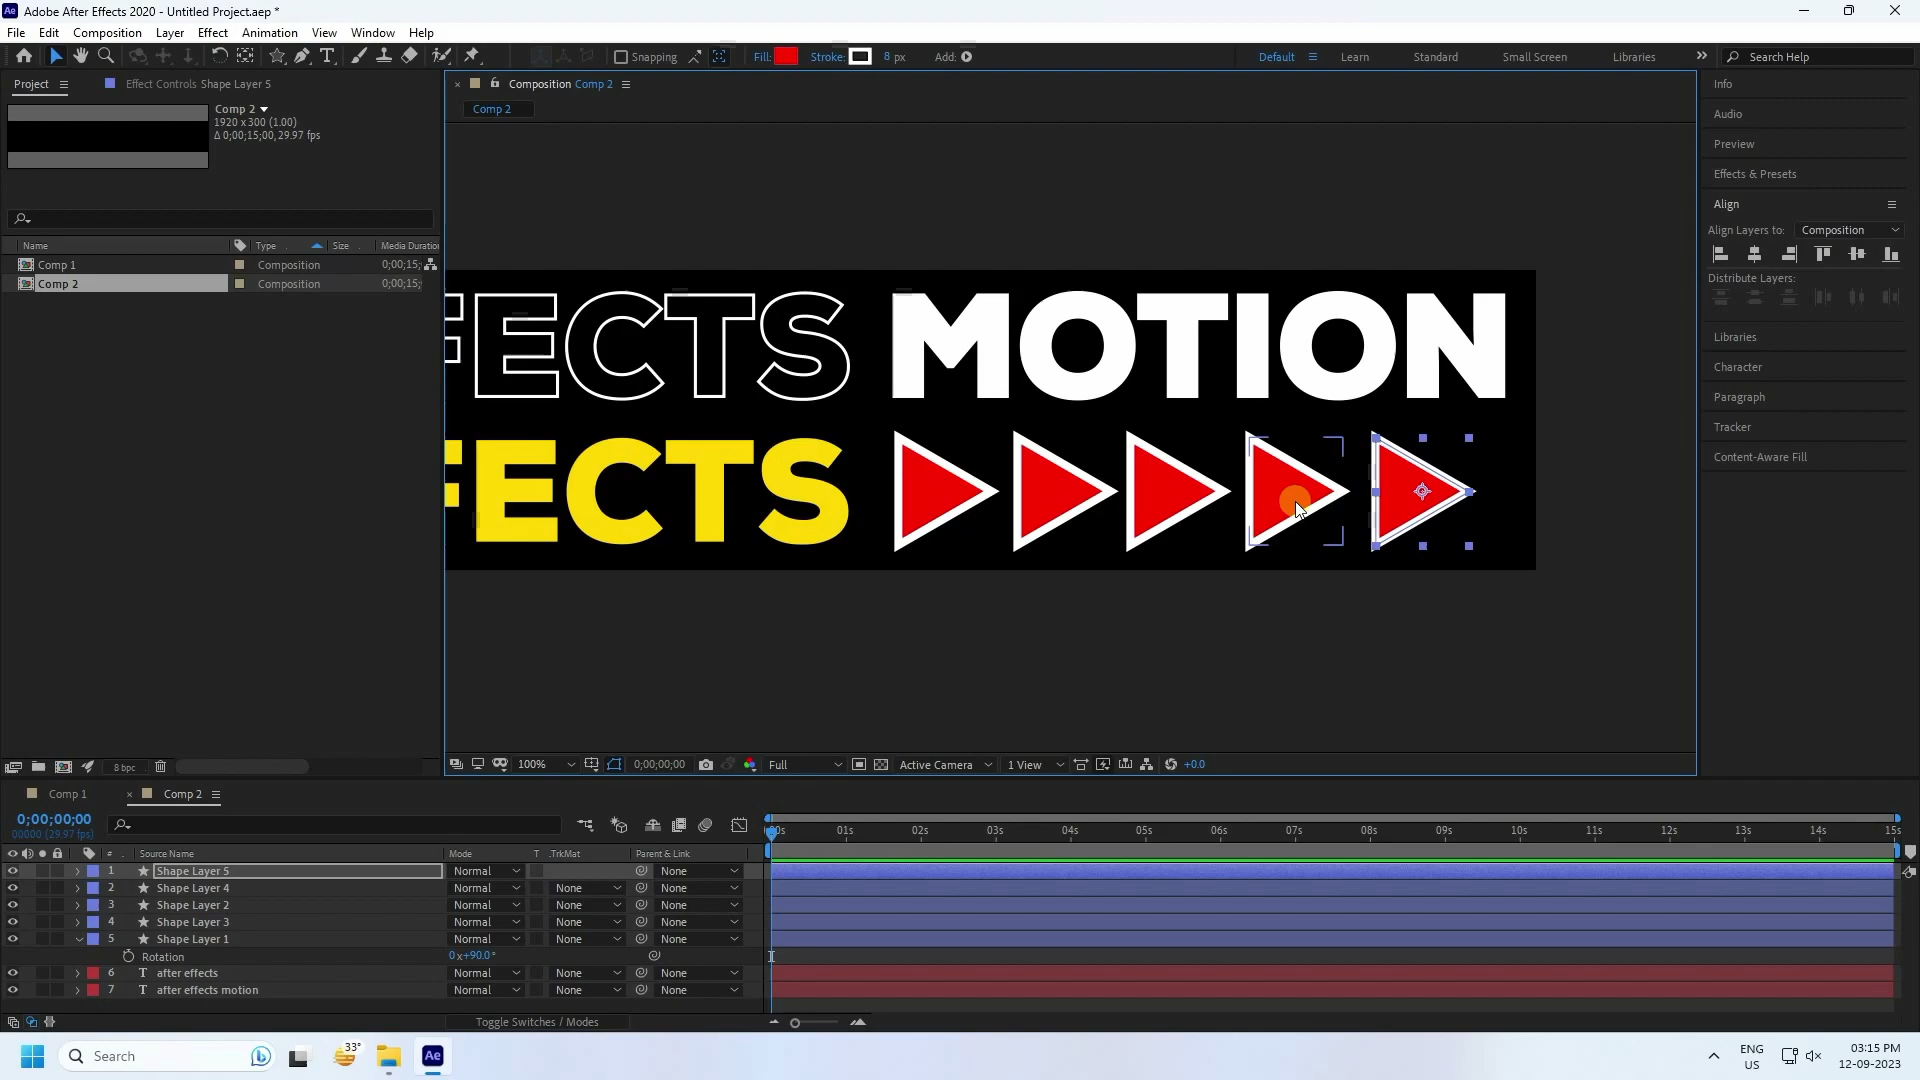 Adobe After Effects 2020 - Untitled Project.aep *
File Edit Composition Layer Effect Animation View Window Help
Snapping Fill: Stroke: 8 px Add: Default Learn Standard Small Screen Libraries Search Help
Project Effect Controls Shape Layer 5
Composition Comp 2
Info
Comp 2
1920 x 300 (1.00)
Δ 0;00;15;00, 29.97 fps
Comp 2
Audio
Preview
Effects & Presets
Align
Align Layers to: Composition
Distribute Layers:
Libraries
Character
Paragraph
Tracker
Content-Aware Fill
Name Type Size Media Duration
Comp 1 Composition 0;00;15;
Comp 2 Composition 0;00;15;
FECTS MOTION
FECTS
8 bpc
100% 0;00;00;00 Full Active Camera 1 View +0.0
Comp 1 Comp 2
0;00;00;00
00000 (29.97 fps)
00s 01s 02s 03s 04s 05s 06s 07s 08s 09s 10s 11s 12s 13s 14s 15s
# Source Name Mode T .TrkMat Parent & Link
1 Shape Layer 5 Normal None
2 Shape Layer 4 Normal None None
3 Shape Layer 2 Normal None None
4 Shape Layer 3 Normal None None
5 Shape Layer 1 Normal None None
Rotation 0x+90.0°
6 T after effects Normal None None
7 T after effects motion Normal None None
Toggle Switches / Modes
Search
33°
Ae
ENG
US
03:15 PM
12-09-2023